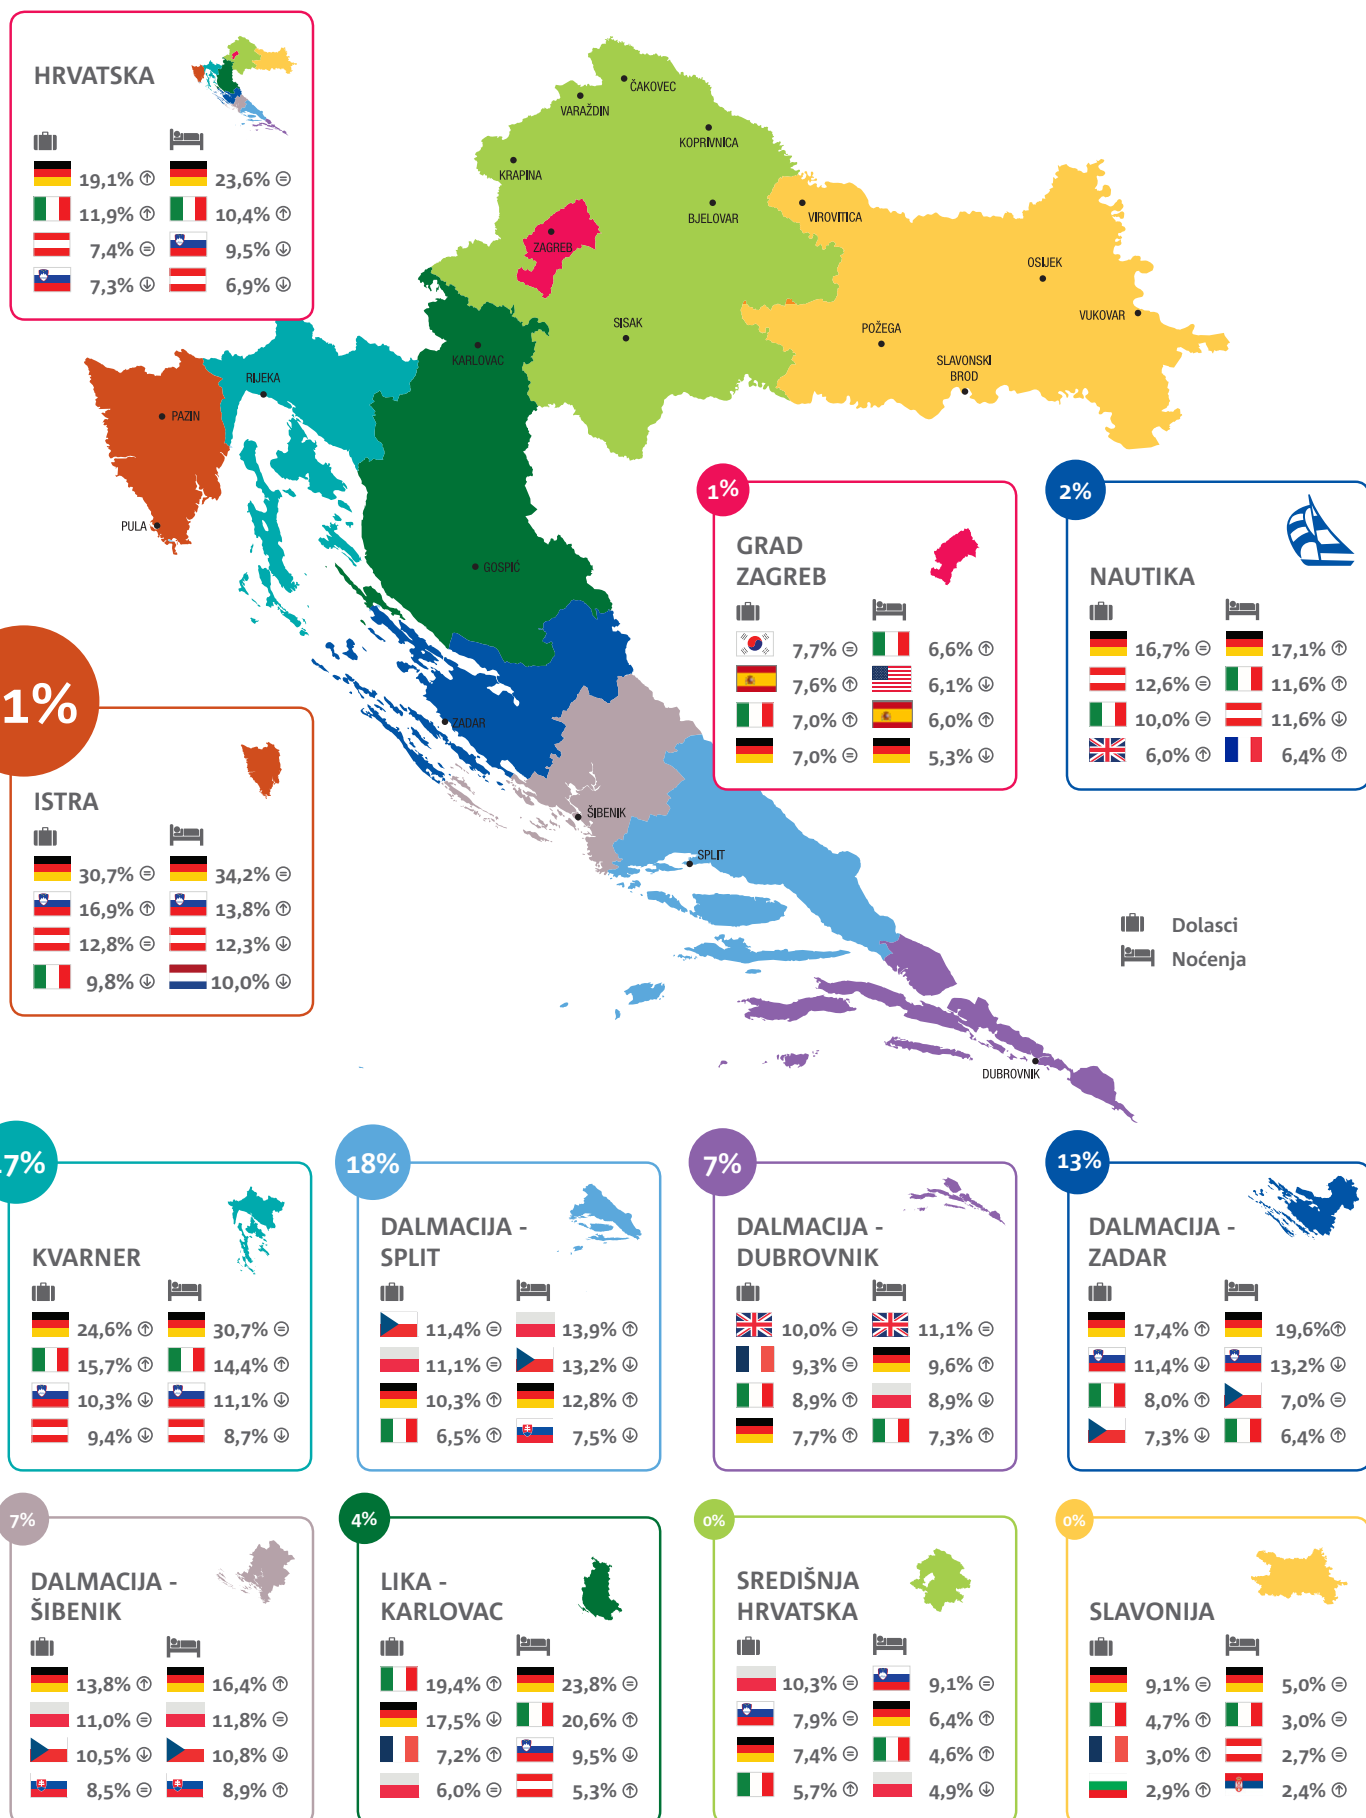 HRVATSKA
19,1% 23,6%
11,9% 10,4%
7,4% 9,5%
7,3% 6,9%
ČAKOVEC
VARAŽDIN
KOPRIVNICA
KRAPINA
BJELOVAR
VIROVITICA
ZAGREB
OSIJEK
VUKOVAR
SISAK
POŽEGA
SLAVONSKI
BROD
KARLOVAC
RIJEKA
PAZIN
PULA
GOSPIĆ
ZADAR
ŠIBENIK
SPLIT
DUBROVNIK
1%
GRAD
ZAGREB
7,7% 6,6%
7,6% 6,1%
7,0% 6,0%
7,0% 5,3%
2%
NAUTIKA
16,7% 17,1%
12,6% 11,6%
10,0% 11,6%
6,0% 6,4%
1%
ISTRA
30,7% 34,2%
16,9% 13,8%
12,8% 12,3%
9,8% 10,0%
Dolasci
Noćenja
7%
KVARNER
24,6% 30,7%
15,7% 14,4%
10,3% 11,1%
9,4% 8,7%
18%
DALMACIJA -
SPLIT
11,4% 13,9%
11,1% 13,2%
10,3% 12,8%
6,5% 7,5%
7%
DALMACIJA -
DUBROVNIK
10,0% 11,1%
9,3% 9,6%
8,9% 8,9%
7,7% 7,3%
13%
DALMACIJA -
ZADAR
17,4% 19,6%
11,4% 13,2%
8,0% 7,0%
7,3% 6,4%
7%
DALMACIJA -
ŠIBENIK
13,8% 16,4%
11,0% 11,8%
10,5% 10,8%
8,5% 8,9%
4%
LIKA -
KARLOVAC
19,4% 23,8%
17,5% 20,6%
7,2% 9,5%
6,0% 5,3%
0%
SREDIŠNJA
HRVATSKA
10,3% 9,1%
7,9% 6,4%
7,4% 4,6%
5,7% 4,9%
0%
SLAVONIJA
9,1% 5,0%
4,7% 3,0%
3,0% 2,7%
2,9% 2,4%